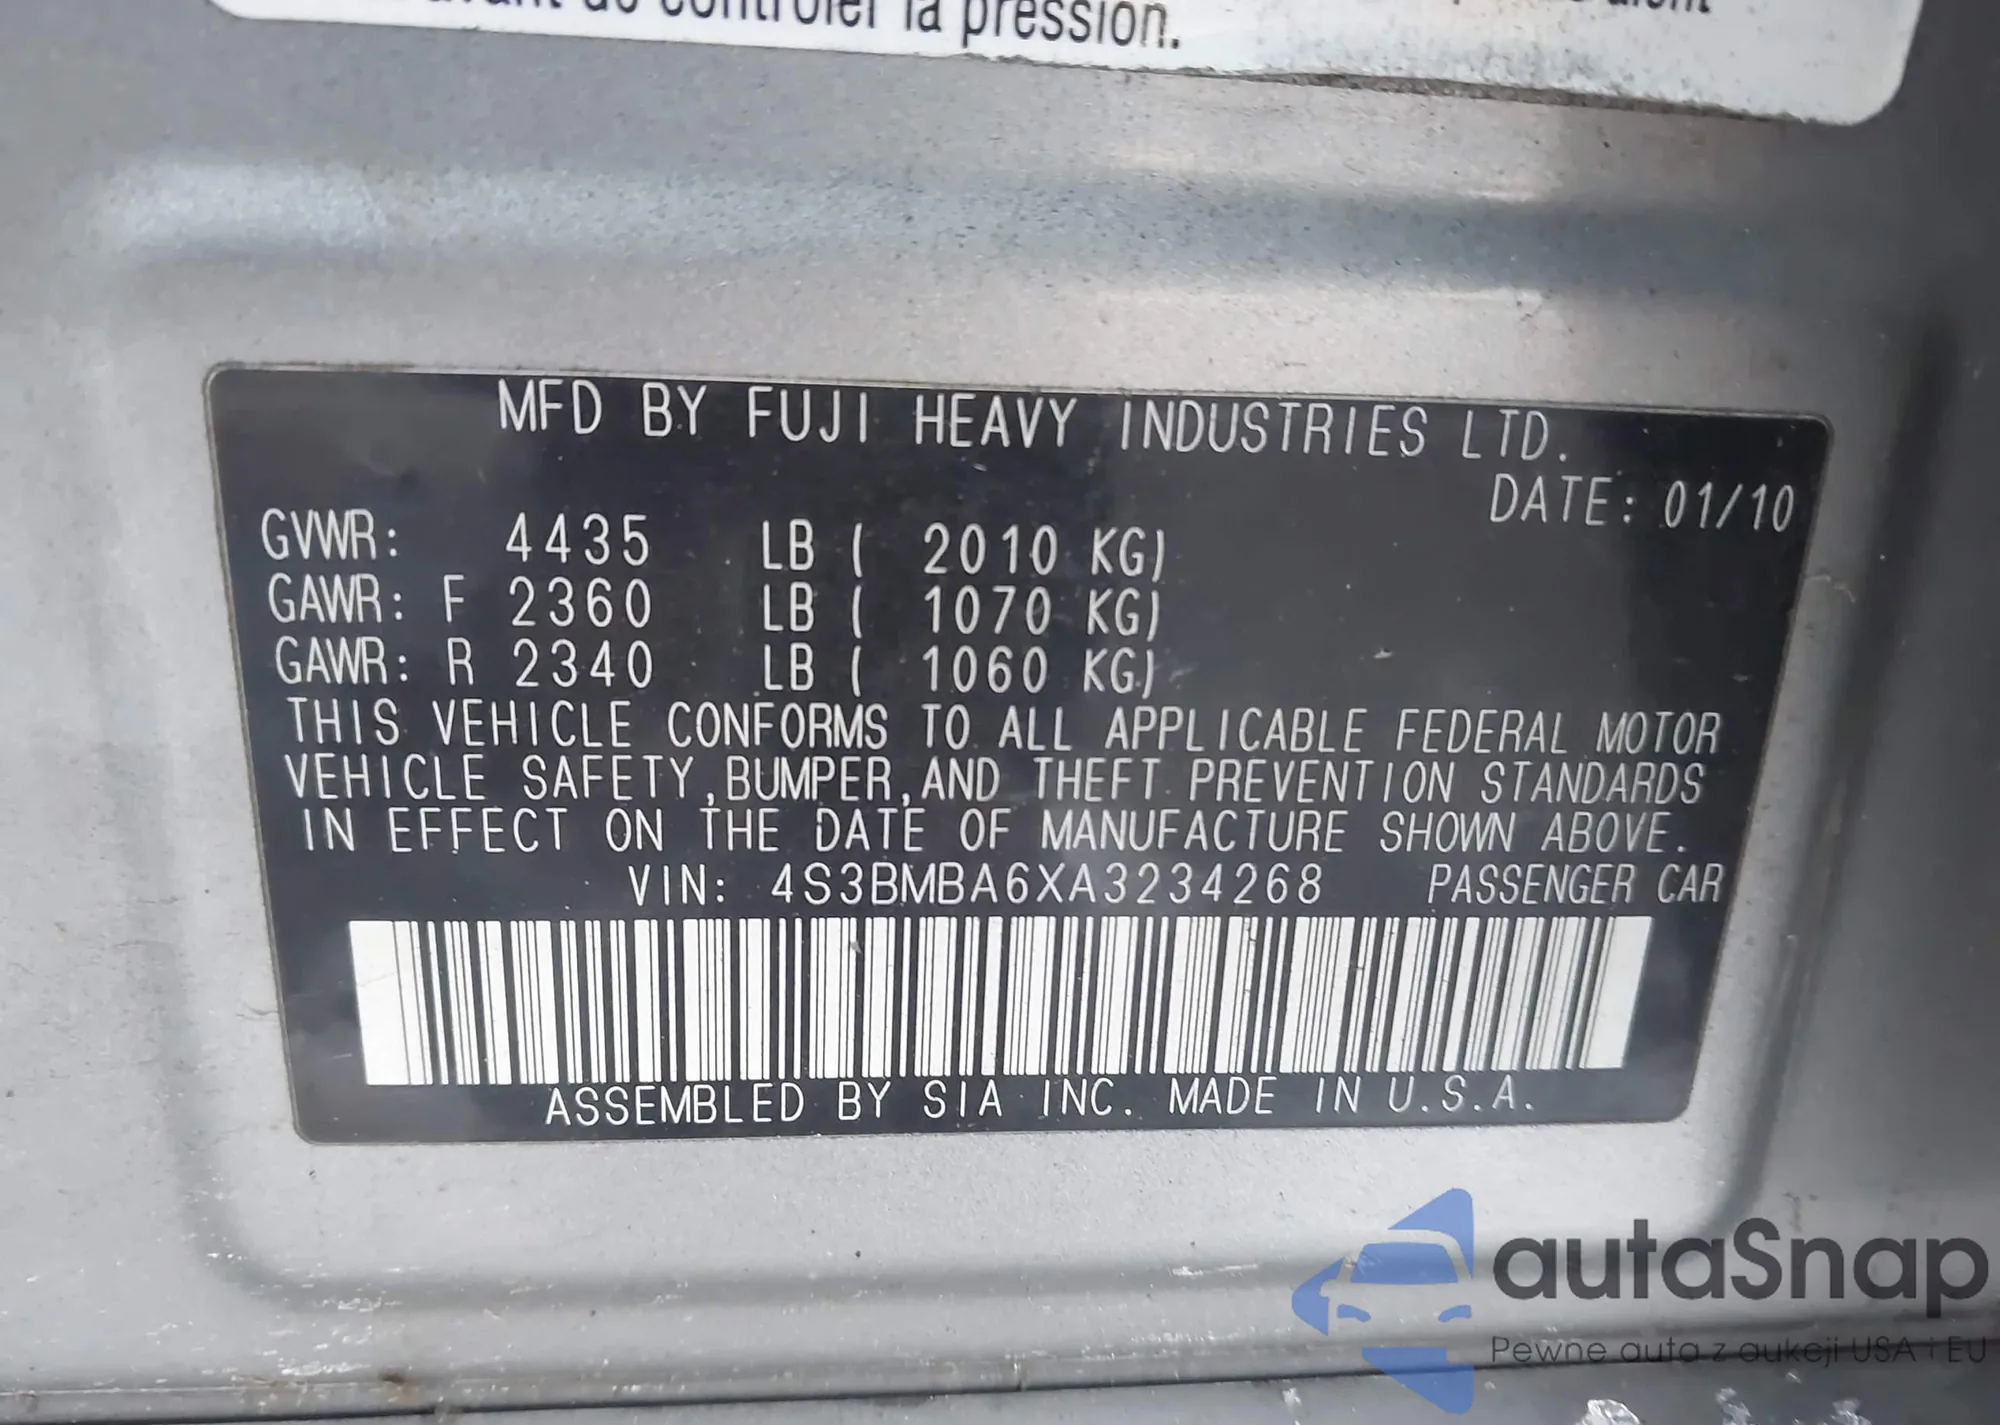 de contrôler la pression.
MFD BY FUJI HEAVY INDUSTRIES LTD.
DATE: 01/10
GVWR: 4435 LB ( 2010 KG)
GAWR: F 2360 LB ( 1070 KG)
GAWR: R 2340 LB ( 1060 KG)
THIS VEHICLE CONFORMS TO ALL APPLICABLE FEDERAL MOTOR
VEHICLE SAFETY, BUMPER, AND THEFT PREVENTION STANDARDS
IN EFFECT ON THE DATE OF MANUFACTURE SHOWN ABOVE.
VIN: 4S3BMBA6XA3234268 PASSENGER CAR
ASSEMBLED BY SIA INC. MADE IN U.S.A.
autaSnap
Pewne auta z aukcji USA i EU